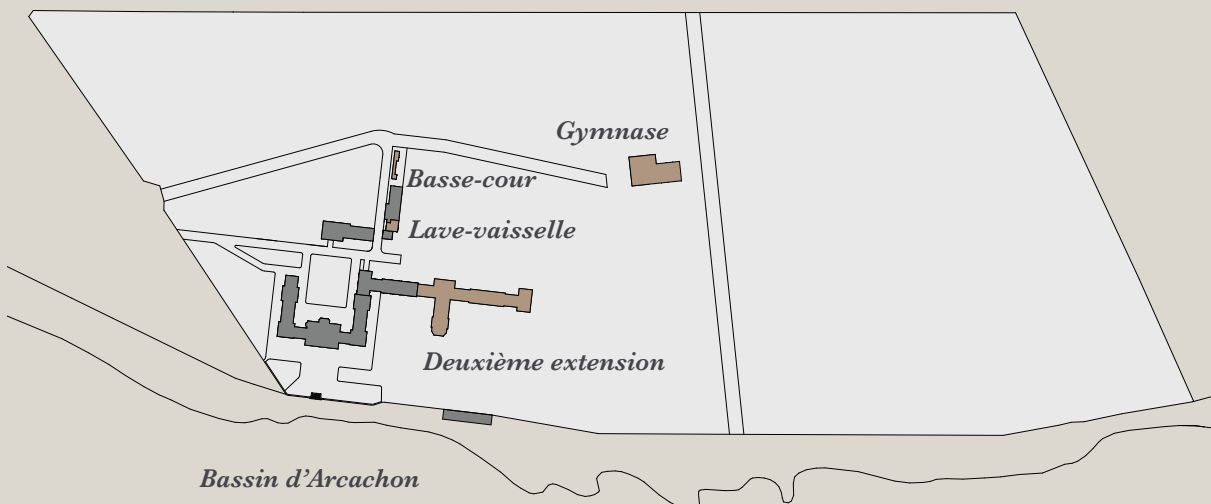 Gymnase
Basse-cour
Lave-vaisselle
Deuxième extension
Bassin d’Arcachon